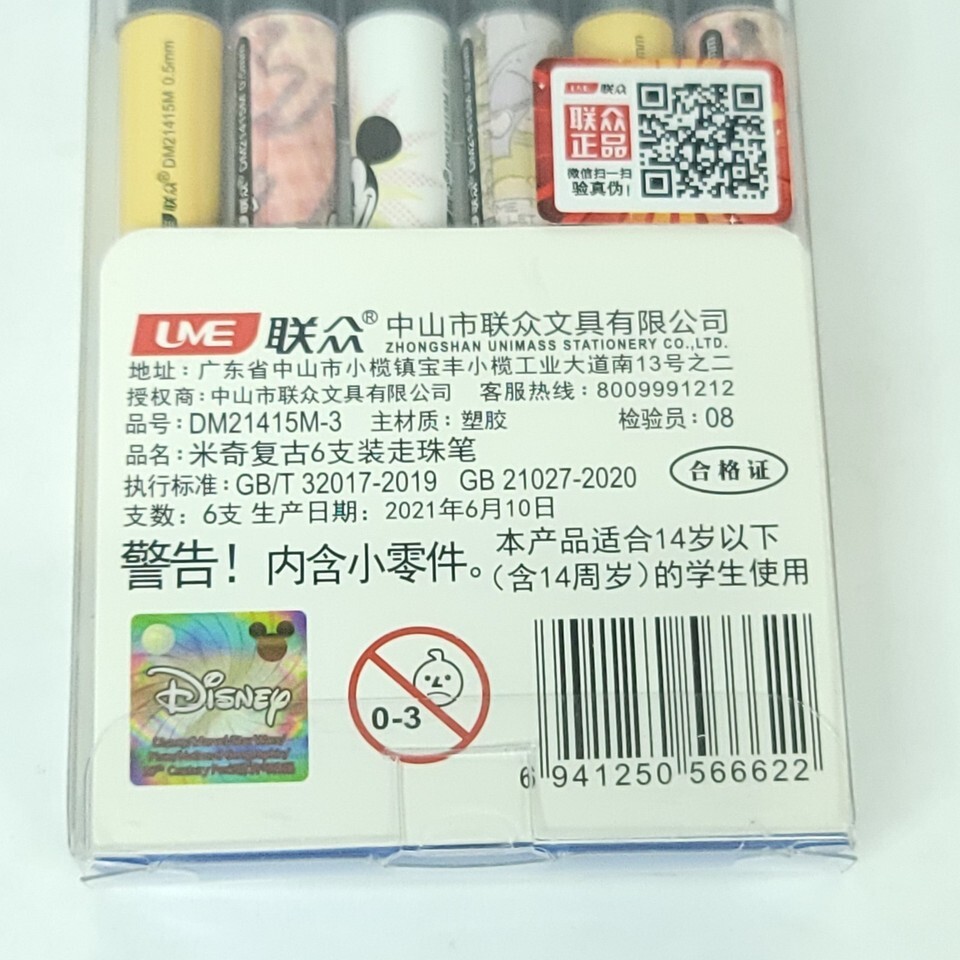 联众® DM21415M 0.5mm
UME 联众
联众
正品
微信扫一扫
验真伪!
UME 联众® 中山市联众文具有限公司
ZHONGSHAN UNIMASS STATIONERY CO.,LTD.
地址：广东省中山市小榄镇宝丰小榄工业大道南13号之二
授权商：中山市联众文具有限公司 客服热线：8009991212
品号：DM21415M-3 主材质：塑胶 检验员：08
品名：米奇复古6支装走珠笔
合格证
执行标准：GB/T 32017-2019 GB 21027-2020
支数：6支 生产日期：2021年6月10日
警告！内含小零件。本产品适合14岁以下
(含14周岁)的学生使用
Disney
0-3
6 941250 566622